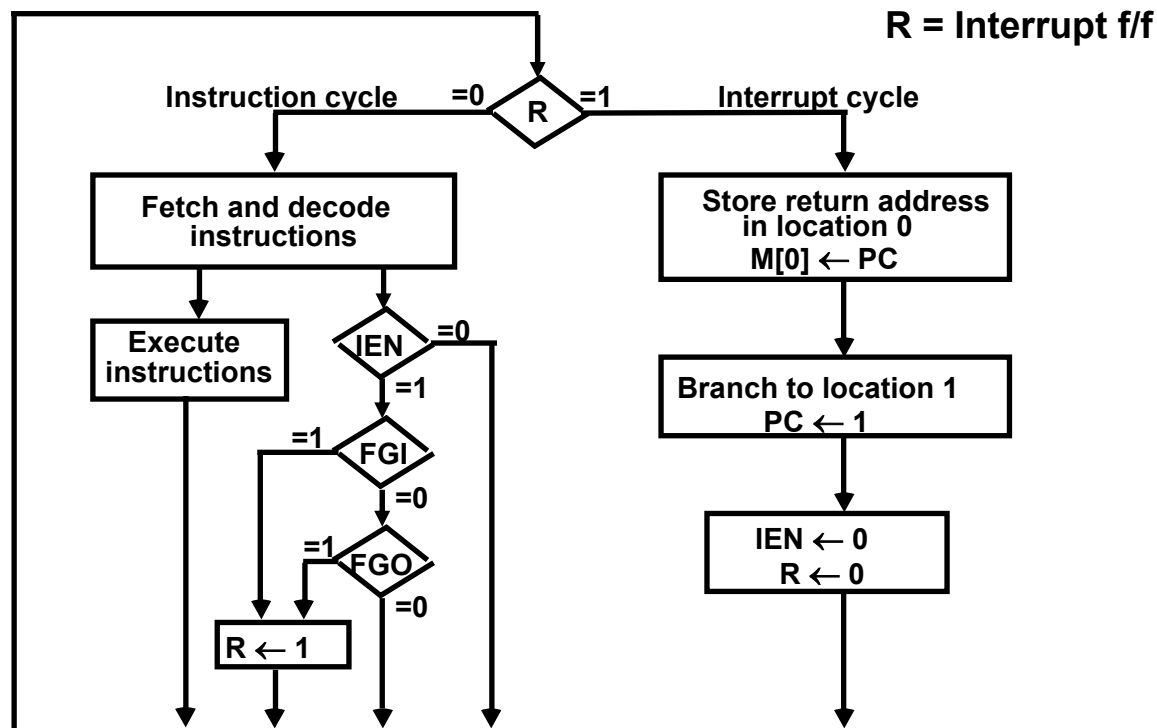 R = Interrupt f/f
Instruction cycle
=0
R
=1
Interrupt cycle
Fetch and decode
instructions
Store return address
in location 0
M[0] ← PC
Execute
instructions
IEN
=0
=1
Branch to location 1
PC ← 1
=1
FGI
=0
=1
FGO
=0
IEN ← 0
R ← 0
R ← 1